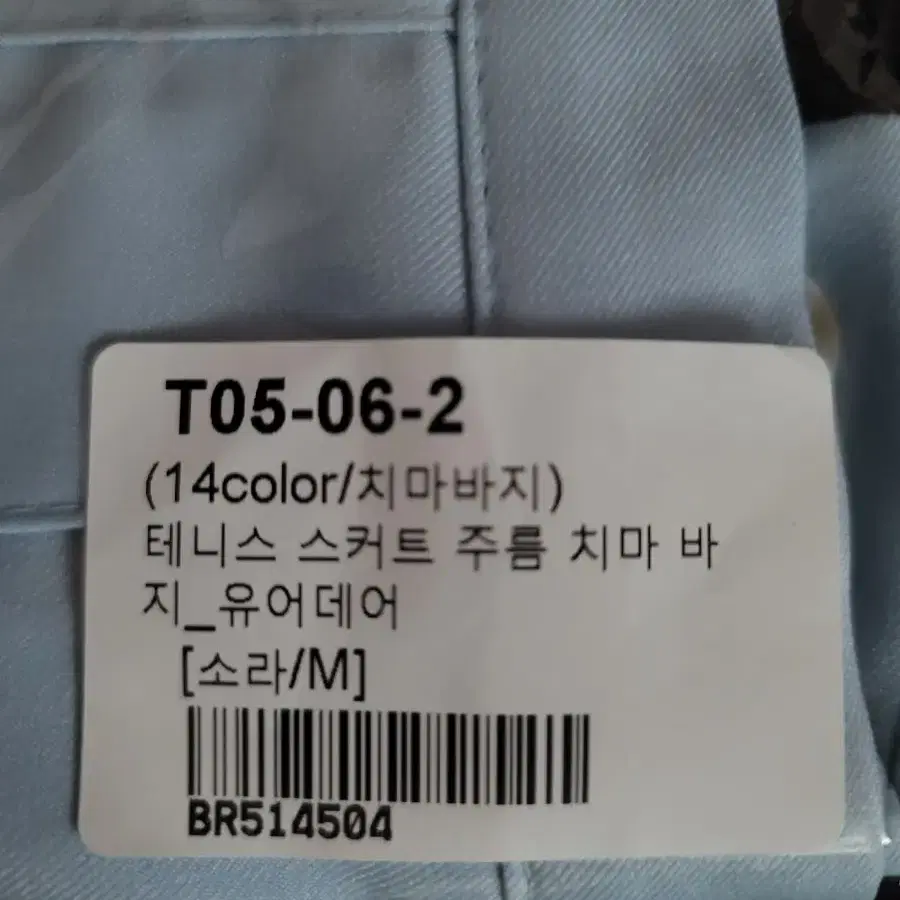 T05-06-2
(14color/치마바지)
테니스 스커트 주름 치마 바
지_유어데어
[소라/M]
BR514504